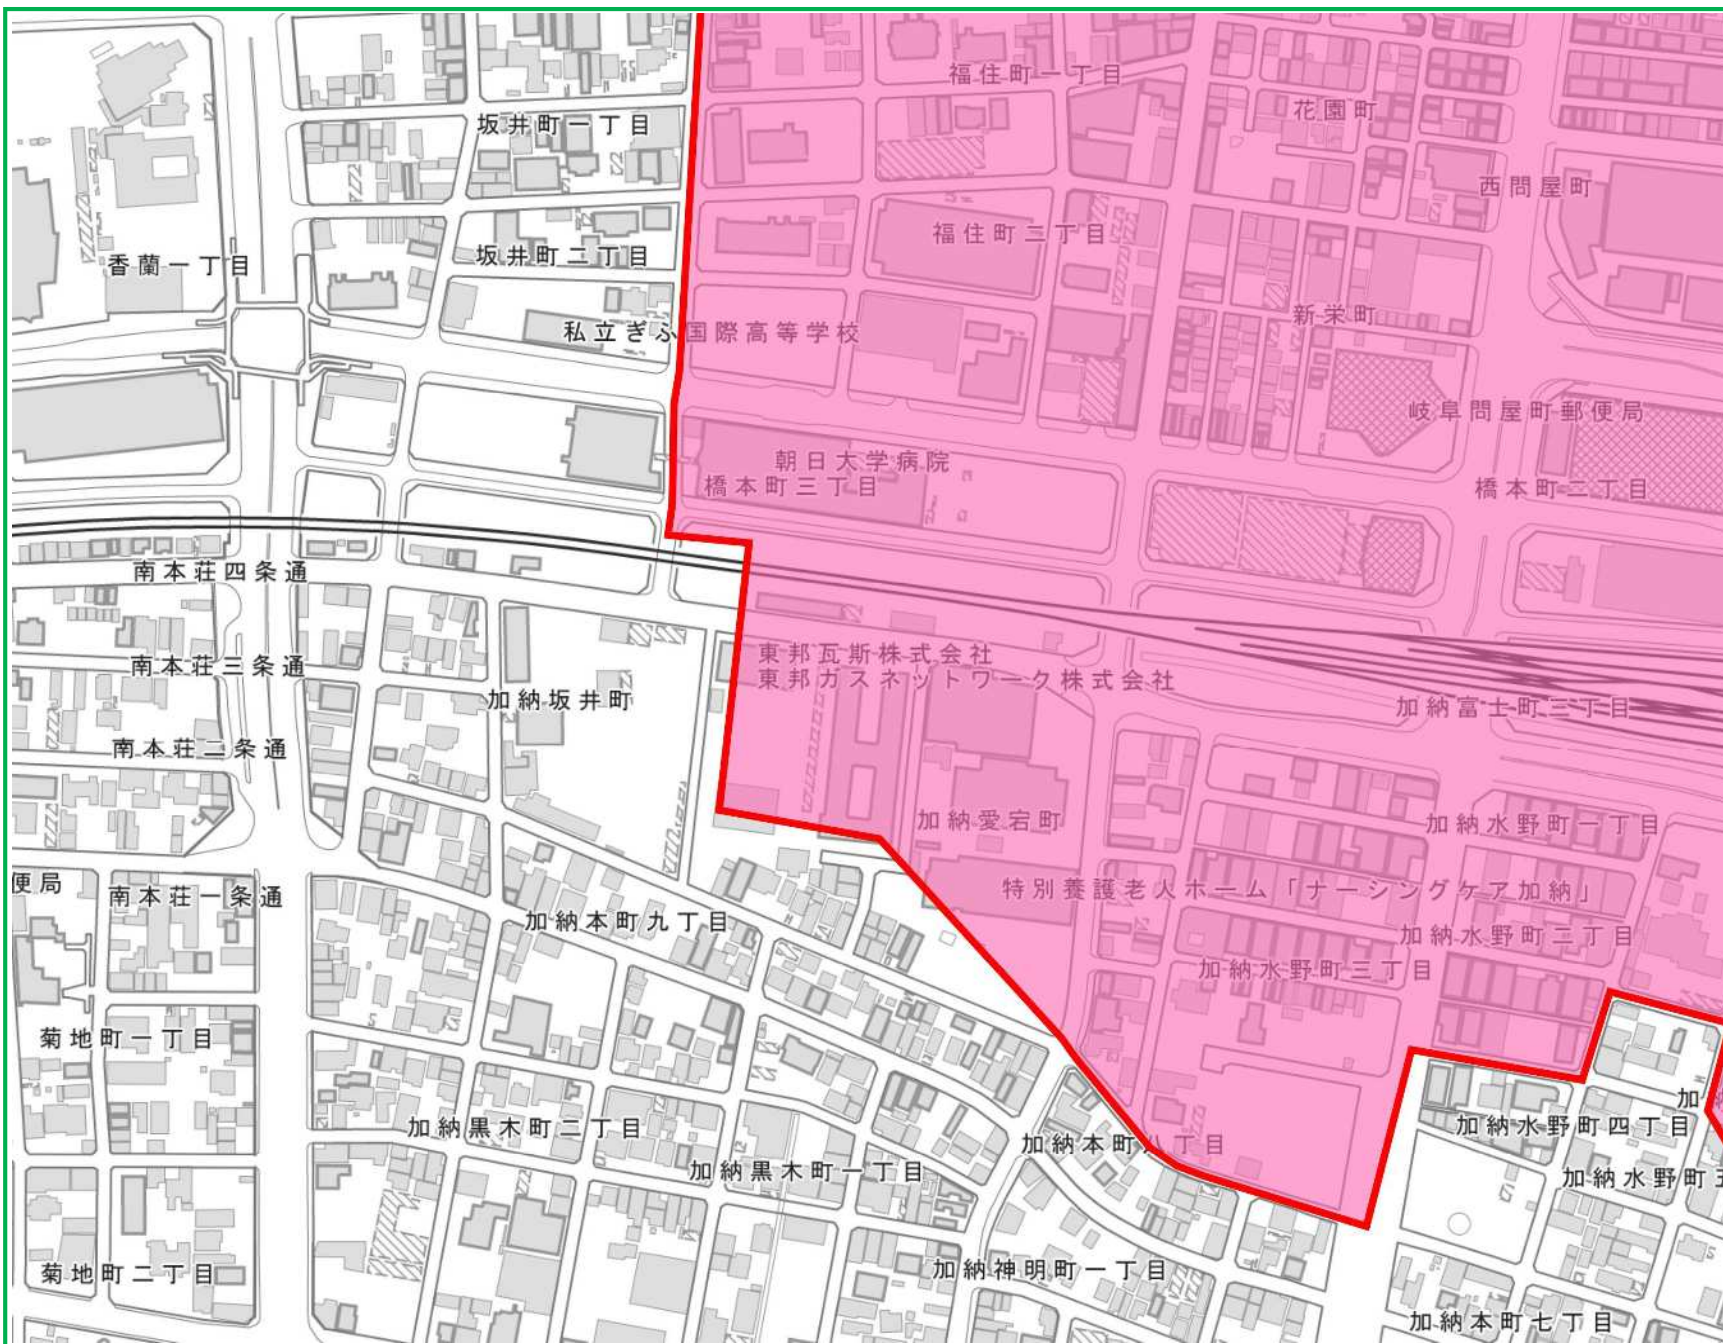 福住町一丁目
花園町
坂井町一丁目
西問屋町
福住町二丁目
坂井町二丁目
香蘭一丁目
新栄町
私立ぎふ国際高等学校
岐阜問屋町郵便局
朝日大学病院
橋本町三丁目
橋本町二丁目
南本荘四条通
東邦瓦斯株式会社
東邦ガスネットワーク株式会社
南本荘三条通
加納坂井町
加納富士町三丁目
南本荘二条通
加納愛宕町
加納水野町一丁目
便局
南本荘一条通
特別養護老人ホーム「ナーシングケア加納」
加納本町九丁目
加納水野町二丁目
加納水野町三丁目
菊地町一丁目
加
加納黒木町二丁目
加納水野町四丁目
加納本町八丁目
加納黒木町一丁目
加納水野町五
菊地町二丁目
加納神明町一丁目
加納本町七丁目